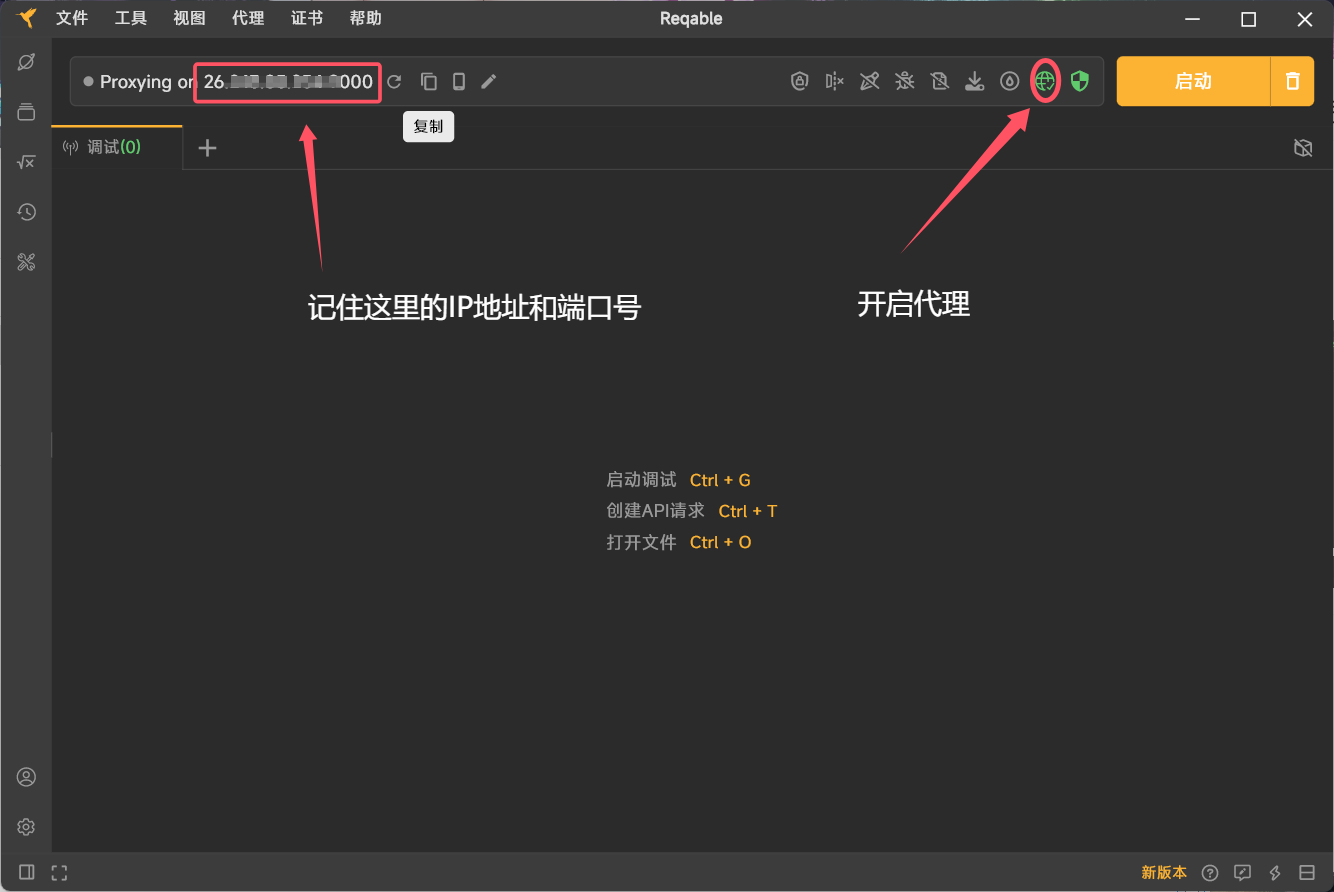 文件 工具 视图 代理 证书 帮助 Reqable
Proxying on 26. 000 启动
复制
调试(0)
记住这里的IP地址和端口号
开启代理
启动调试 Ctrl + G
创建API请求 Ctrl + T
打开文件 Ctrl + O
新版本